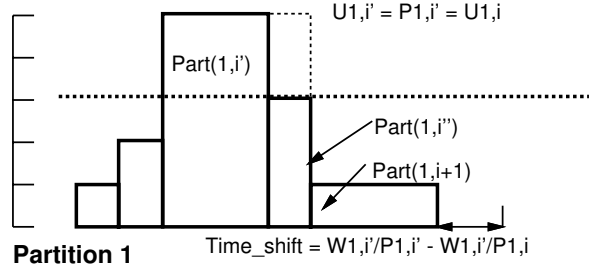 U1,i' = P1,i' = U1,i
Part(1,i')
Part(1,i'')
Part(1,i+1)
Partition 1
Time_shift = W1,i'/P1,i' - W1,i'/P1,i